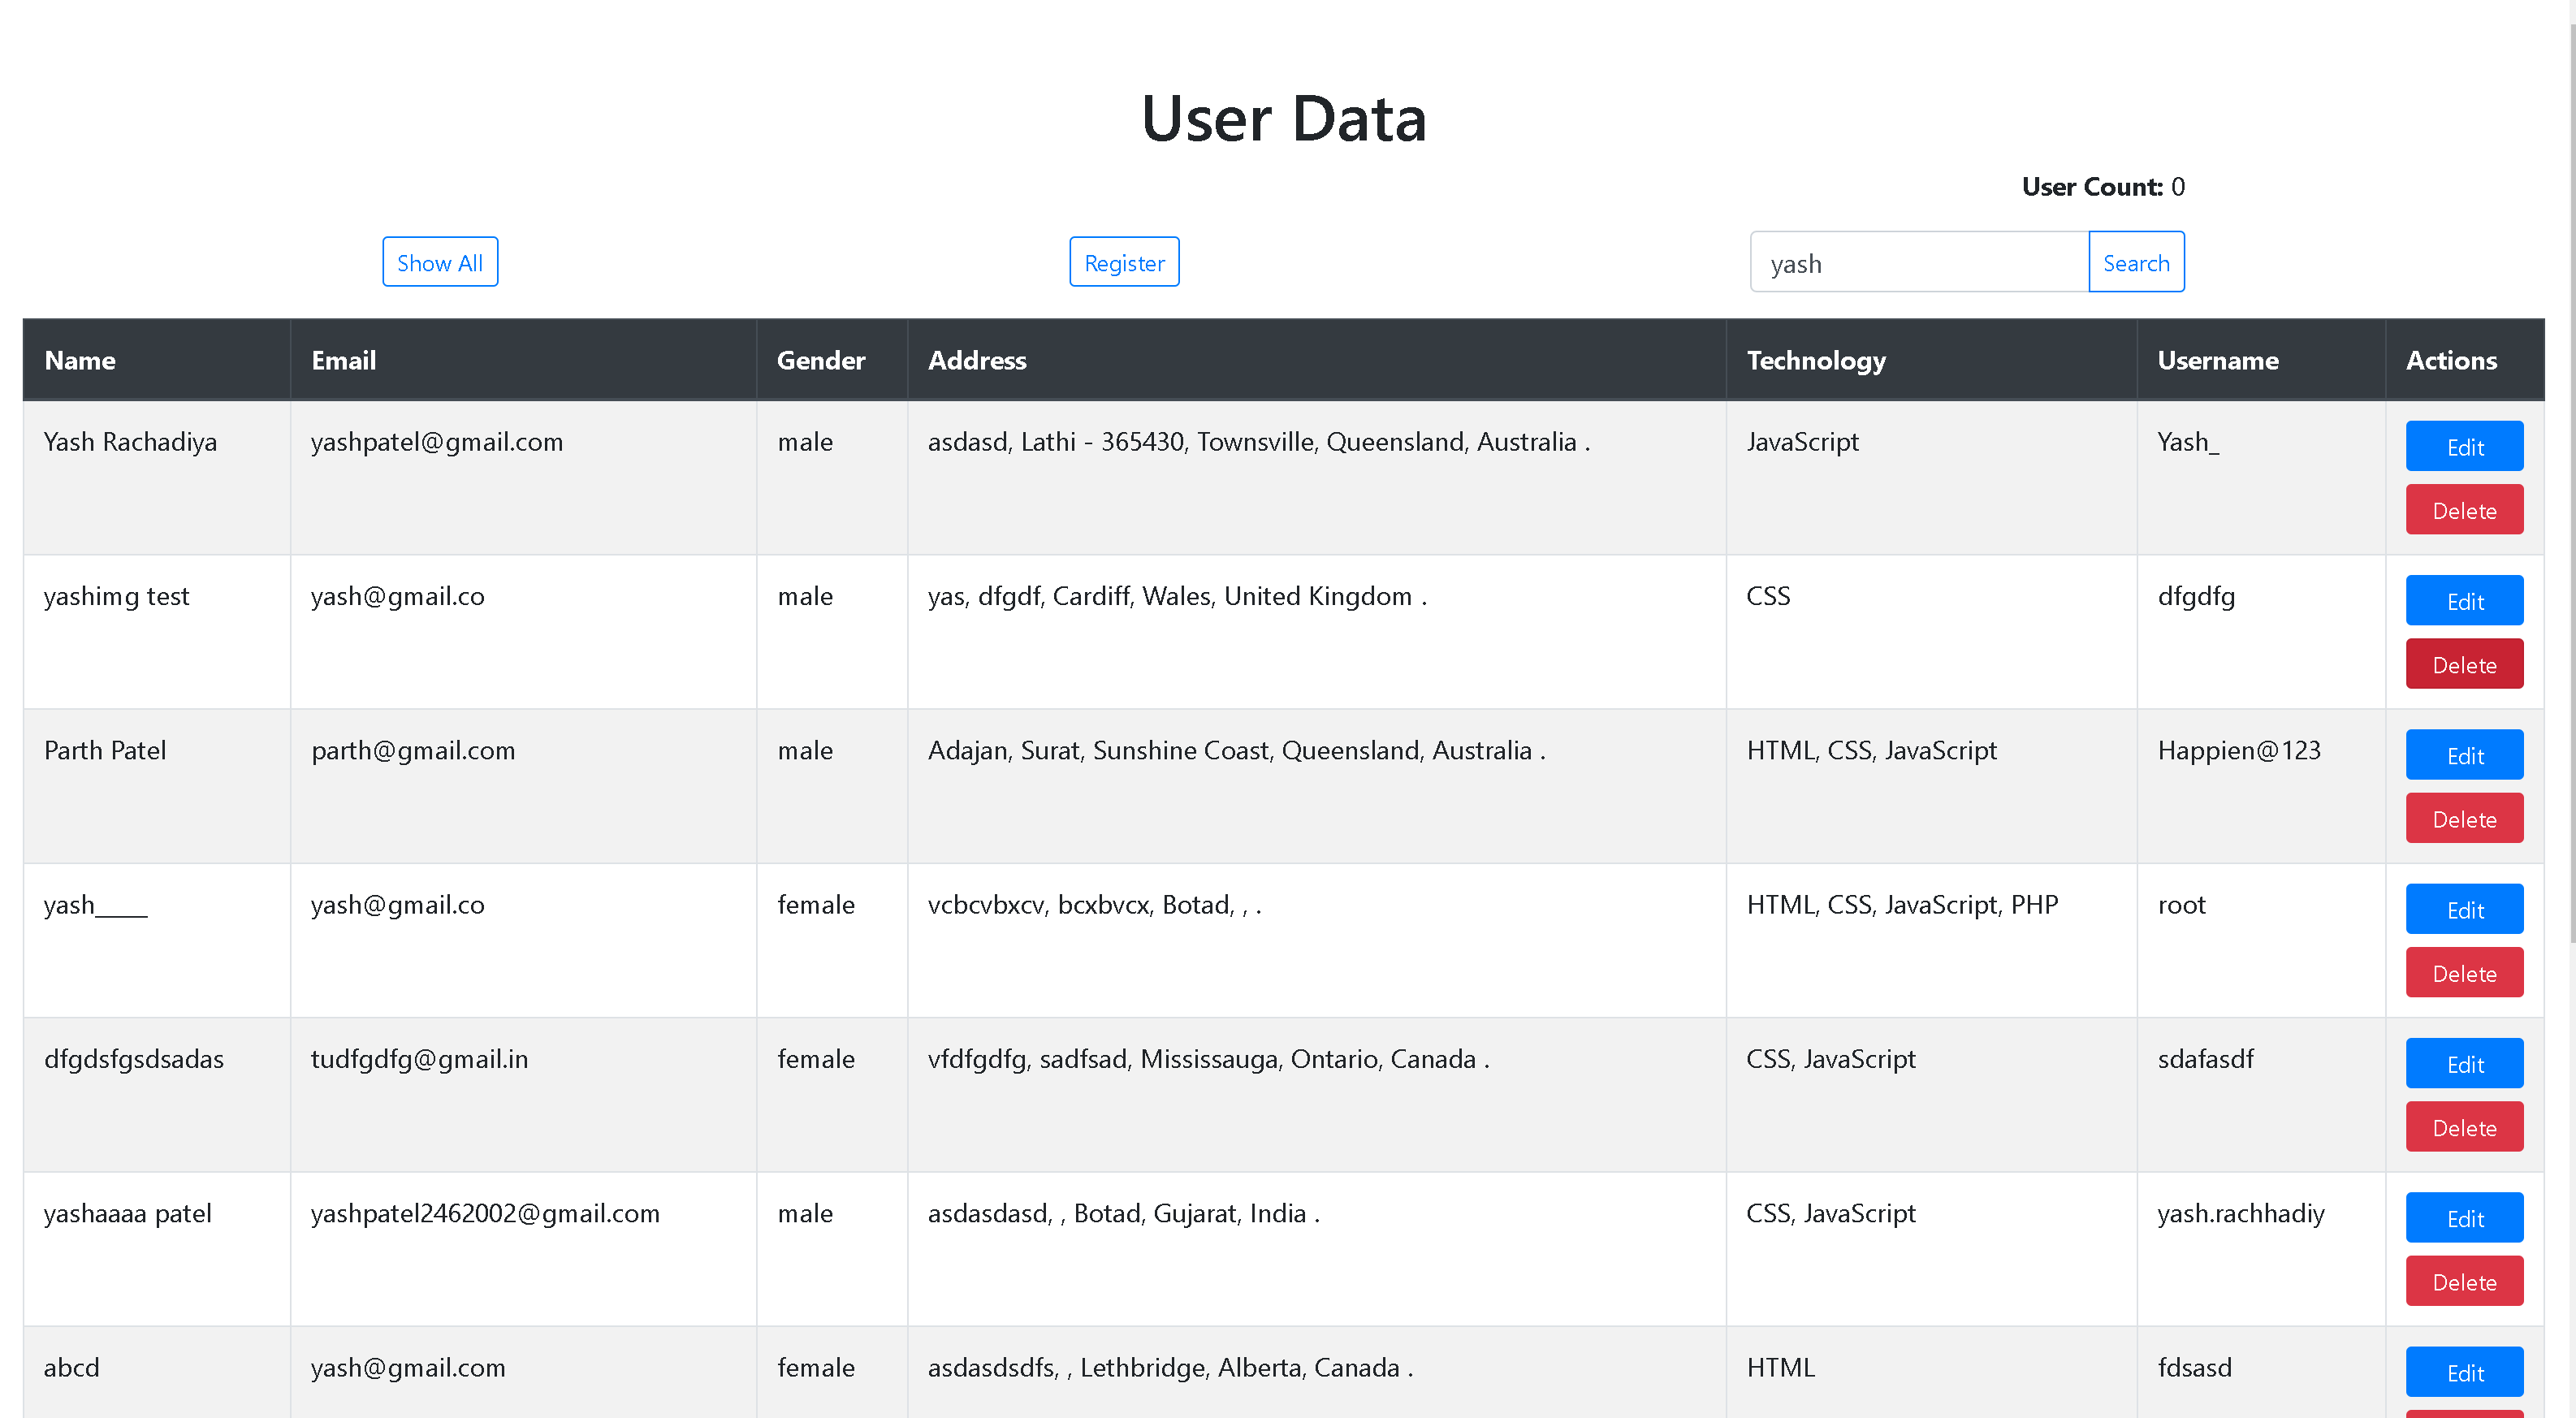 User Data
User Count: 0
Show All Register yash Search
Name Email Gender Address Technology Username Actions
Yash Rachadiya yashpatel@gmail.com male asdasd, Lathi - 365430, Townsville, Queensland, Australia . JavaScript Yash_ Edit
Delete
yashimg test yash@gmail.co male yas, dfgdf, Cardiff, Wales, United Kingdom . CSS dfgdfg Edit
Delete
Parth Patel parth@gmail.com male Adajan, Surat, Sunshine Coast, Queensland, Australia . HTML, CSS, JavaScript Happien@123 Edit
Delete
yash____ yash@gmail.co female vcbcvbxcv, bcxbvcx, Botad, , . HTML, CSS, JavaScript, PHP root Edit
Delete
dfgdsfgsdsadas tudfgdfg@gmail.in female vfdfgdfg, sadfsad, Mississauga, Ontario, Canada . CSS, JavaScript sdafasdf Edit
Delete
yashaaaa patel yashpatel2462002@gmail.com male asdasdasd, , Botad, Gujarat, India . CSS, JavaScript yash.rachhadiy Edit
Delete
abcd yash@gmail.com female asdasdsdfs, , Lethbridge, Alberta, Canada . HTML fdsasd Edit